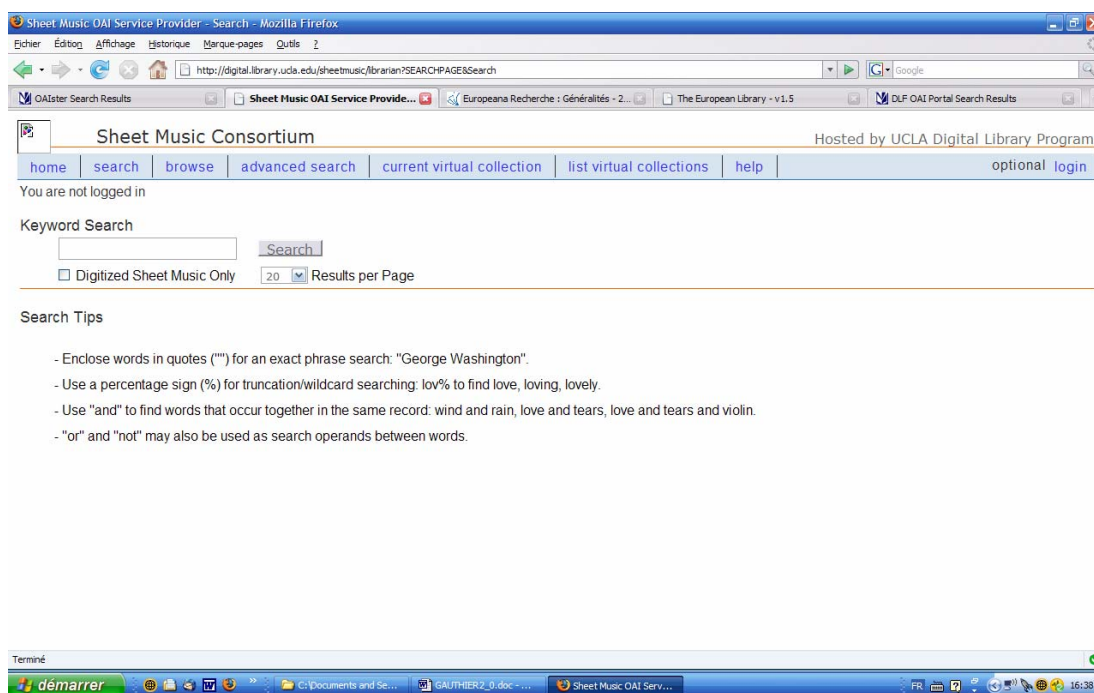 Sheet Music OAI Service Provider - Search - Mozilla Firefox
Fichier Édition Affichage Historique Marque-pages Outils ?
http://digital.library.ucla.edu/sheetmusic/librarian?SEARCHPAGE&Search
Google
OAIster Search Results
Sheet Music OAI Service Provide...
Europeana Recherche : Généralités - 2...
The European Library - v1.5
DLF OAI Portal Search Results
Sheet Music Consortium
Hosted by UCLA Digital Library Program
home search browse advanced search current virtual collection list virtual collections help optional login
You are not logged in
Keyword Search
Search
Digitized Sheet Music Only 20 Results per Page
Search Tips
- Enclose words in quotes ("") for an exact phrase search: "George Washington".
- Use a percentage sign (%) for truncation/wildcard searching: lov% to find love, loving, lovely.
- Use "and" to find words that occur together in the same record: wind and rain, love and tears, love and tears and violin.
- "or" and "not" may also be used as search operands between words.
Terminé
démarrer C:\Documents and Se... GAUTHIER2_0.doc - ... Sheet Music OAI Serv... FR 16:38